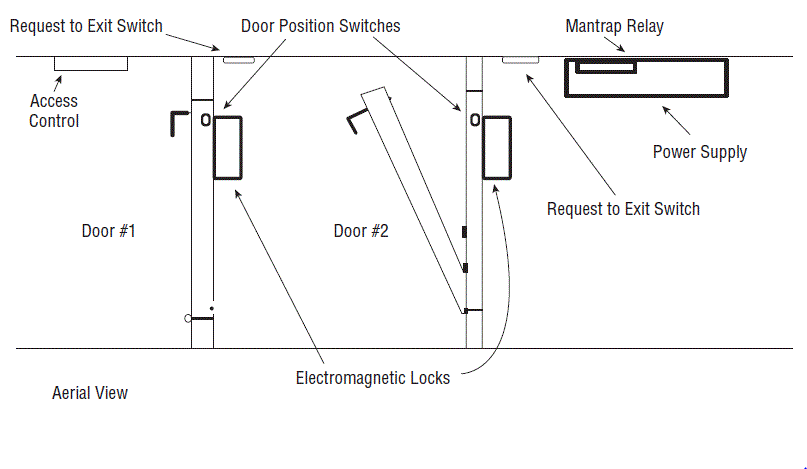 Request to Exit Switch
Door Position Switches
Mantrap Relay
Access
Control
Power Supply
Request to Exit Switch
Door #1
Door #2
Electromagnetic Locks
Aerial View